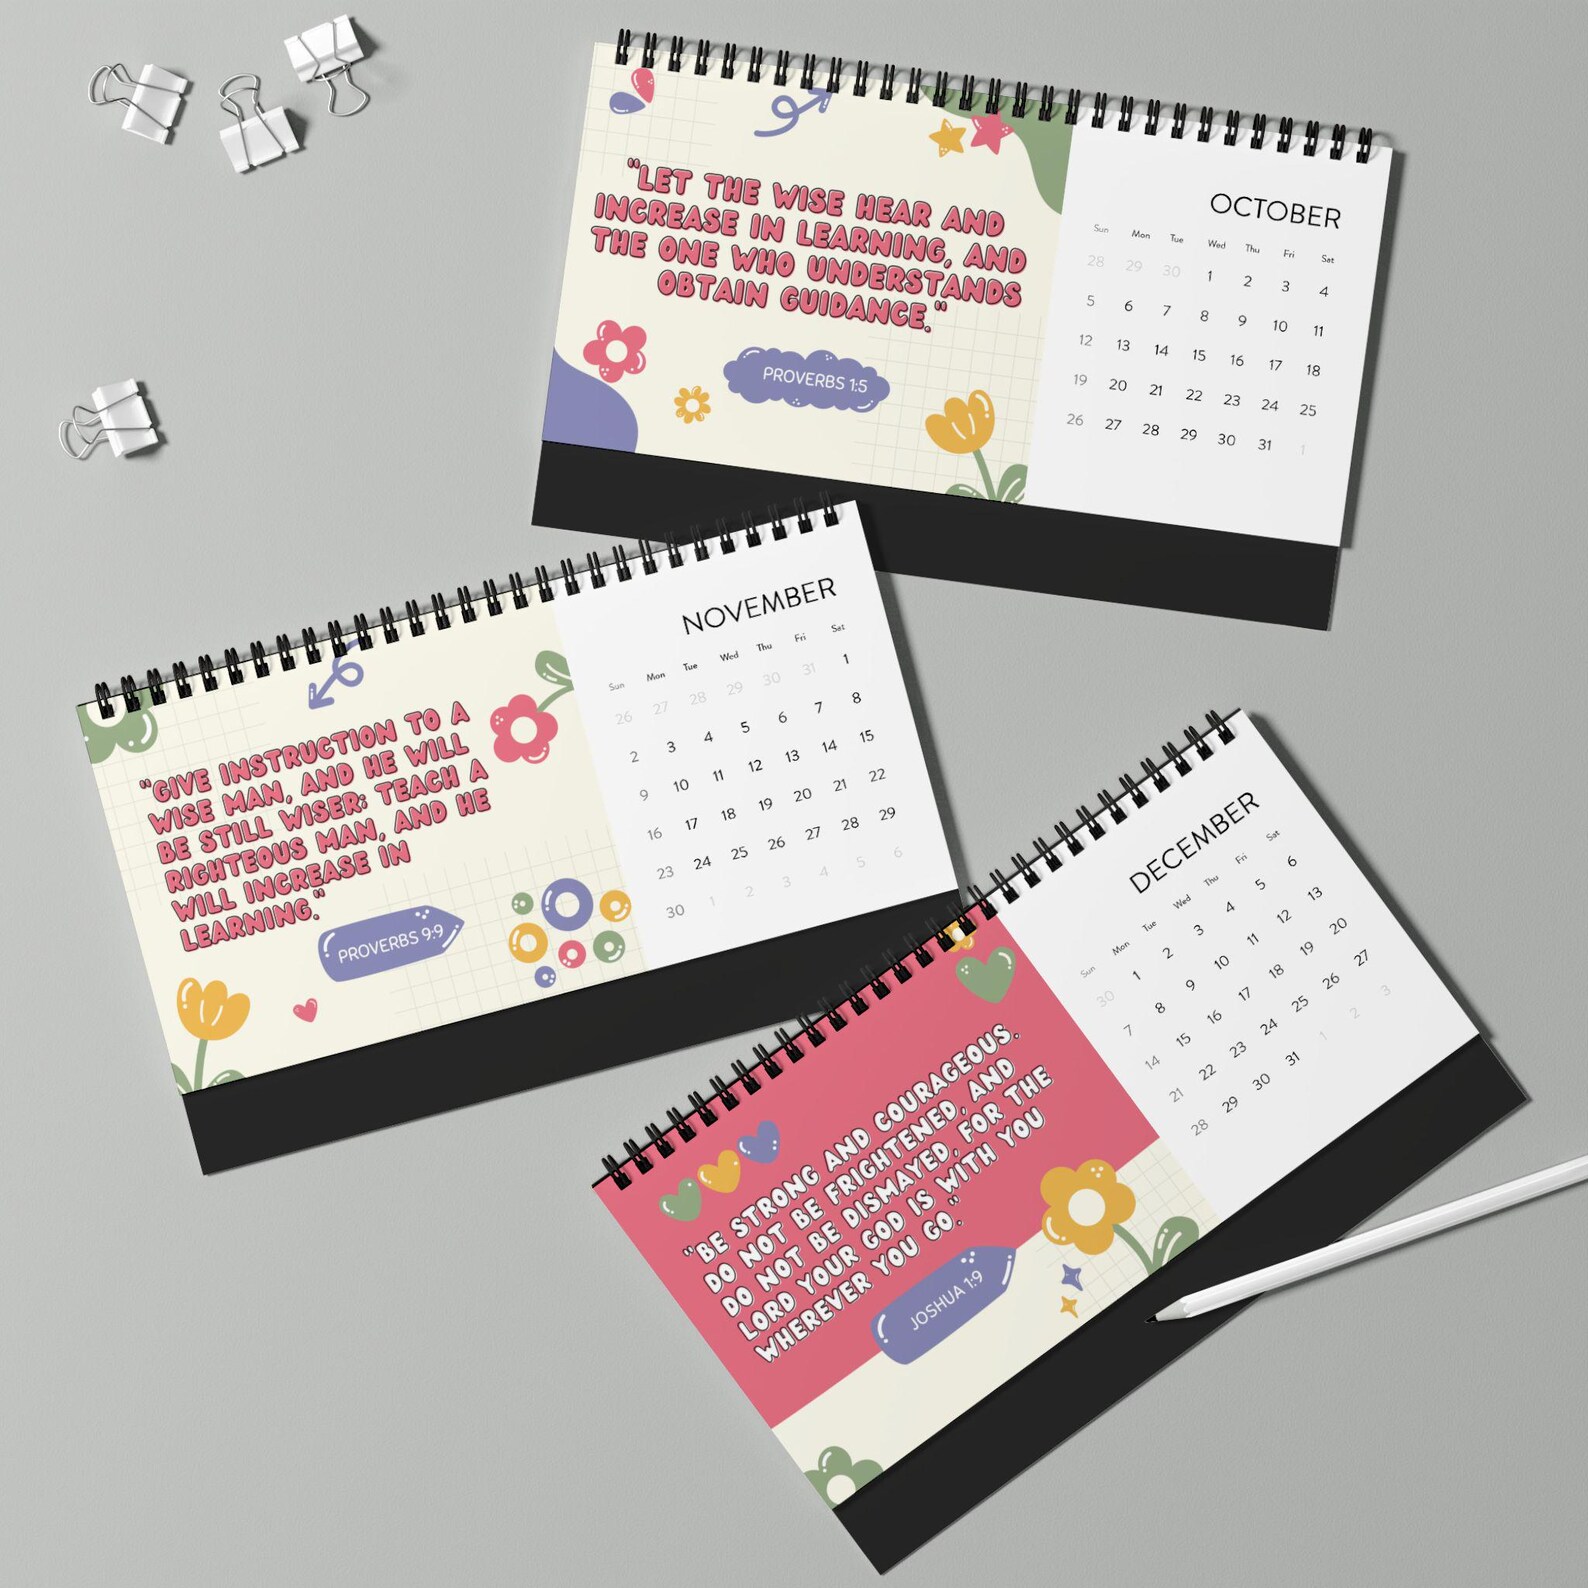 "LET THE WISE HEAR AND
INCREASE IN LEARNING, AND
THE ONE WHO UNDERSTANDS
OBTAIN GUIDANCE."
PROVERBS 1:5
OCTOBER
Sun Mon Tue Wed Thu Fri Sat
28 29 30 1 2 3 4
5 6 7 8 9 10 11
12 13 14 15 16 17 18
19 20 21 22 23 24 25
26 27 28 29 30 31 1
"GIVE INSTRUCTION TO A
WISE MAN, AND HE WILL
BE STILL WISER; TEACH A
RIGHTEOUS MAN, AND HE
WILL INCREASE IN
LEARNING."
PROVERBS 9:9
NOVEMBER
Sun Mon Tue Wed Thu Fri Sat
26 27 28 29 30 31 1
2 3 4 5 6 7 8
9 10 11 12 13 14 15
16 17 18 19 20 21 22
23 24 25 26 27 28 29
30 1 2 3 4 5 6
"BE STRONG AND COURAGEOUS.
DO NOT BE FRIGHTENED, AND
DO NOT BE DISMAYED, FOR THE
LORD YOUR GOD IS WITH YOU
WHEREVER YOU GO."
JOSHUA 1:9
DECEMBER
Sun Mon Tue Wed Thu Fri Sat
30 1 2 3 4 5 6
7 8 9 10 11 12 13
14 15 16 17 18 19 20
21 22 23 24 25 26 27
28 29 30 31 1 2 3